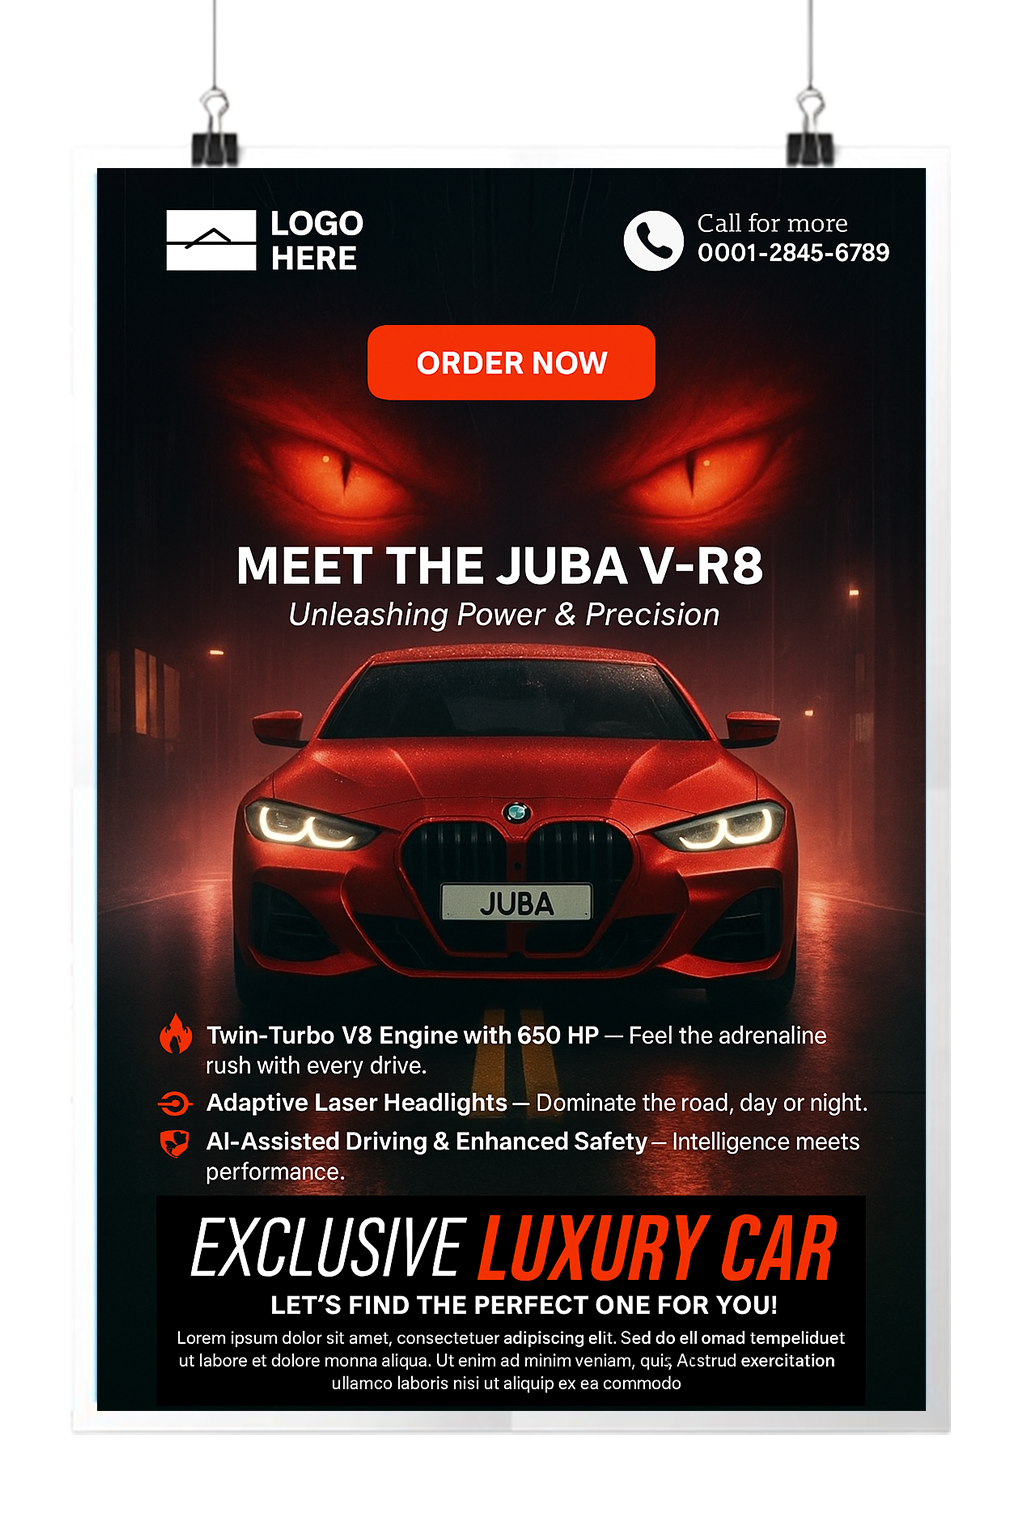 LOGO
HERE
Call for more
0001-2845-6789
ORDER NOW
MEET THE JUBA V-R8
Unleashing Power & Precision
JUBA
Twin-Turbo V8 Engine with 650 HP — Feel the adrenaline
rush with every drive.
Adaptive Laser Headlights — Dominate the road, day or night.
AI-Assisted Driving & Enhanced Safety — Intelligence meets
performance.
EXCLUSIVE LUXURY CAR
LET'S FIND THE PERFECT ONE FOR YOU!
Lorem ipsum dolor sit amet, consectetuer adipiscing elit. Sed do ell omad tempeliduet
ut labore et dolore monna aliqua. Ut enim ad minim veniam, quis, Acstrud exercitation
ullamco laboris nisi ut aliquip ex ea commodo